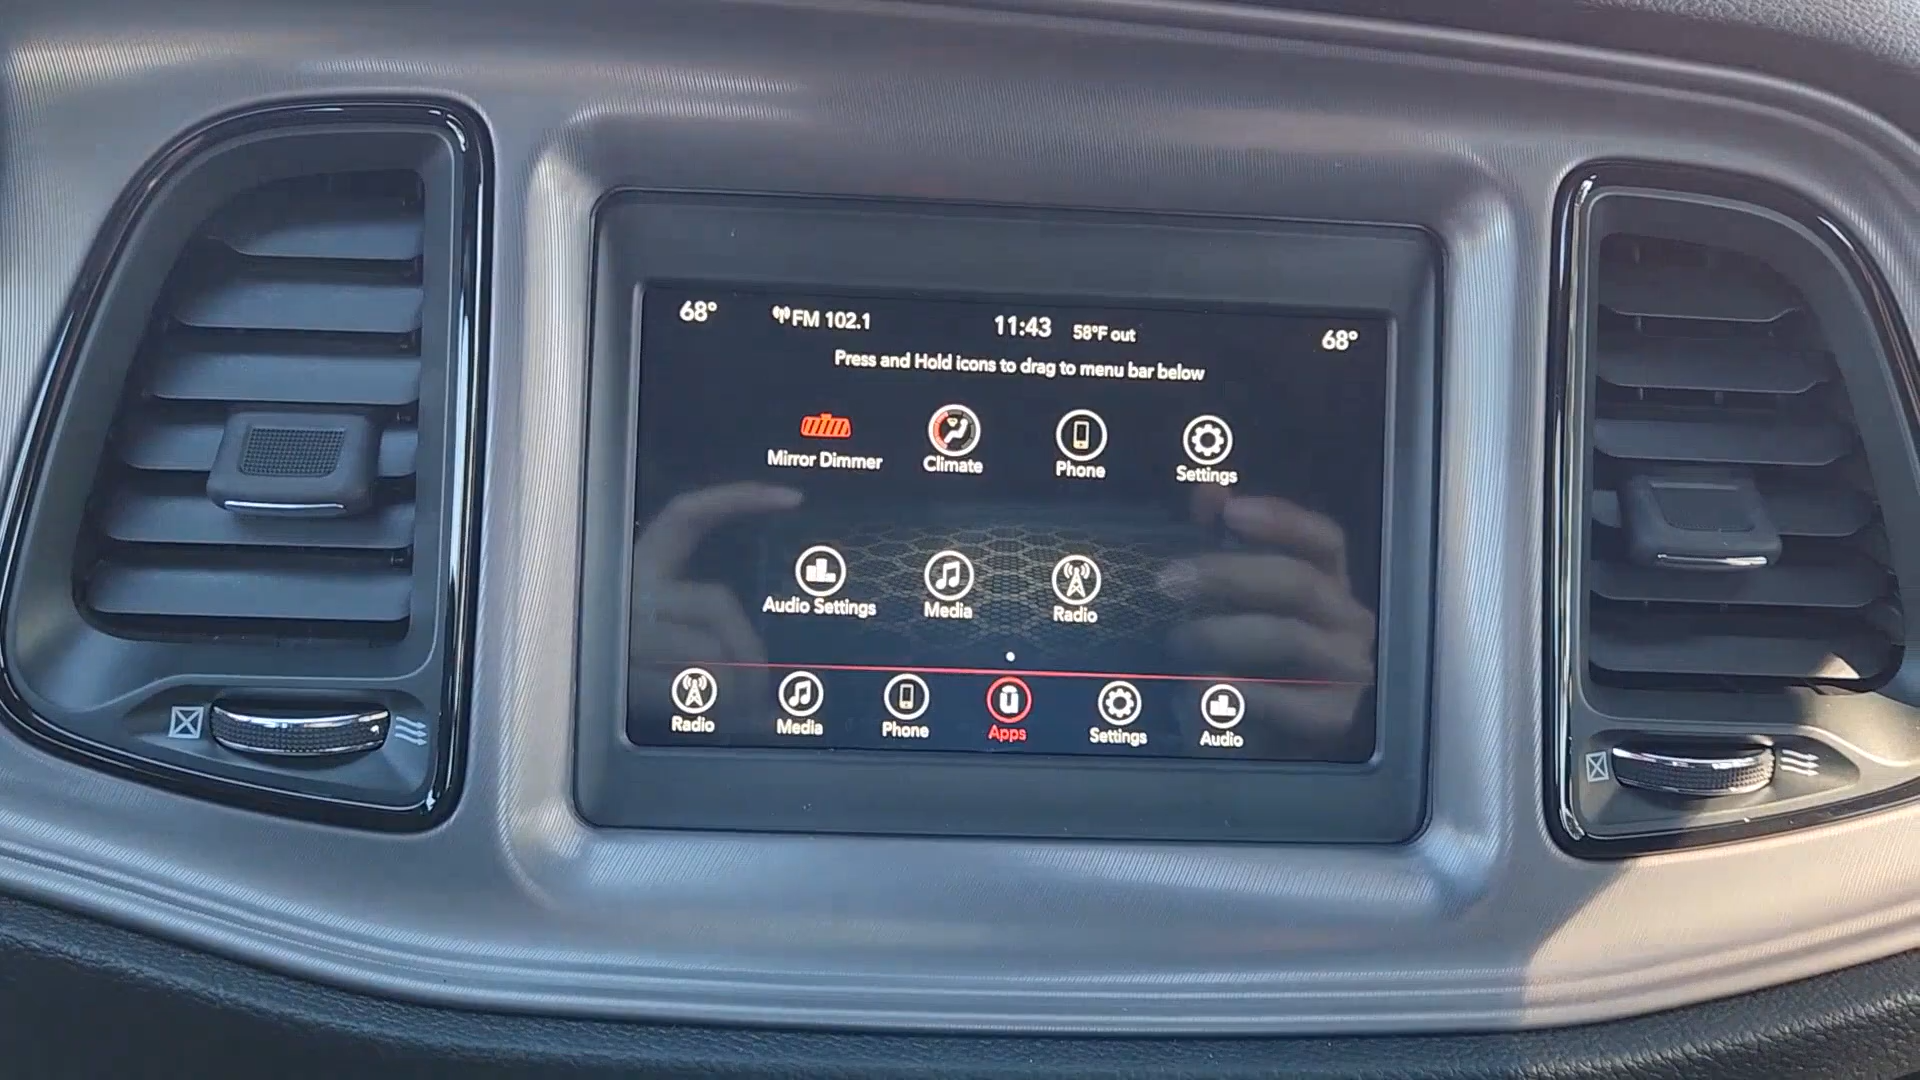 68° FM 102.1 11:43 58°F out 68°
Press and Hold icons to drag to menu bar below
Mirror Dimmer Climate Phone Settings
Audio Settings Media Radio
Radio Media Phone Apps Settings Audio